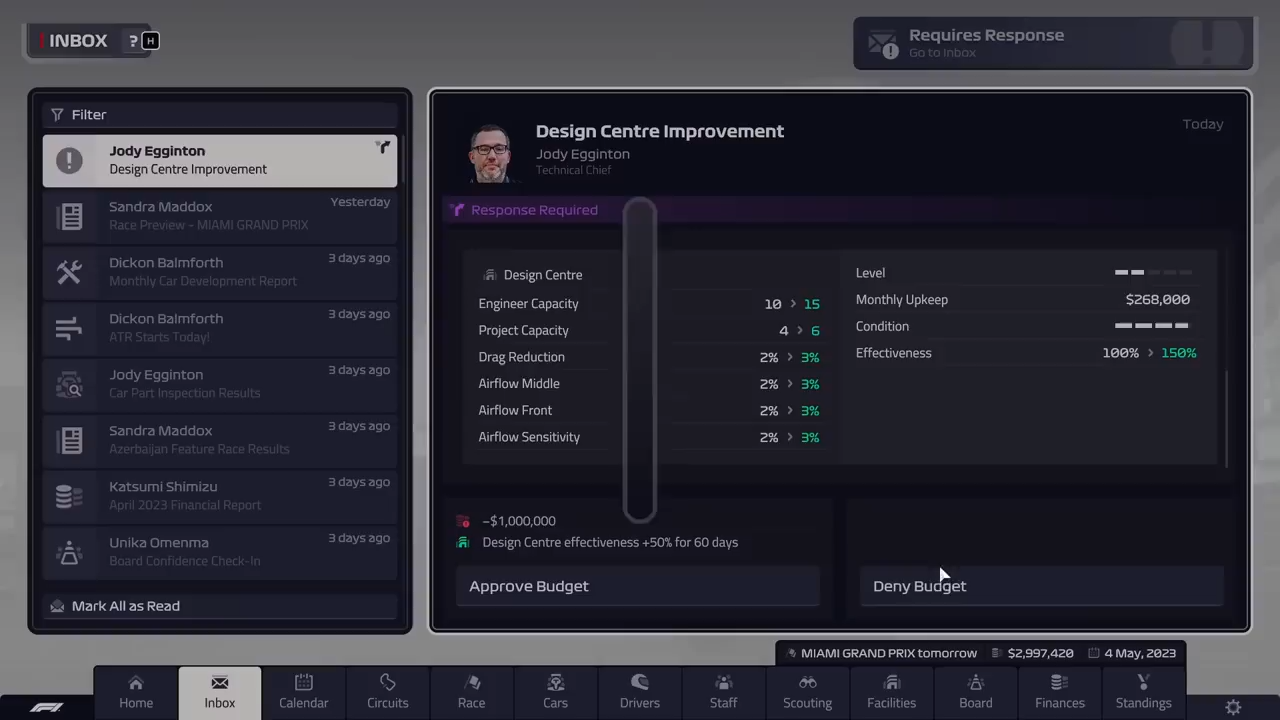 INBOX ? H
Requires Response
Go to Inbox
Filter
Jody Egginton
Design Centre Improvement
Sandra Maddox Yesterday
Race Preview - MIAMI GRAND PRIX
Dickon Balmforth 3 days ago
Monthly Car Development Report
Dickon Balmforth 3 days ago
ATR Starts Today!
Jody Egginton 3 days ago
Car Part Inspection Results
Sandra Maddox 3 days ago
Azerbaijan Feature Race Results
Katsumi Shimizu 3 days ago
April 2023 Financial Report
Unika Omenma 3 days ago
Board Confidence Check-In
Mark All as Read
Design Centre Improvement Today
Jody Egginton
Technical Chief
Response Required
Design Centre
Engineer Capacity 10 > 15
Project Capacity 4 > 6
Drag Reduction 2% > 3%
Airflow Middle 2% > 3%
Airflow Front 2% > 3%
Airflow Sensitivity 2% > 3%
Level
Monthly Upkeep $268,000
Condition
Effectiveness 100% > 150%
-$1,000,000
Design Centre effectiveness +50% for 60 days
Approve Budget
Deny Budget
MIAMI GRAND PRIX tomorrow $2,997,420 4 May, 2023
F1 Home Inbox Calendar Circuits Race Cars Drivers Staff Scouting Facilities Board Finances Standings